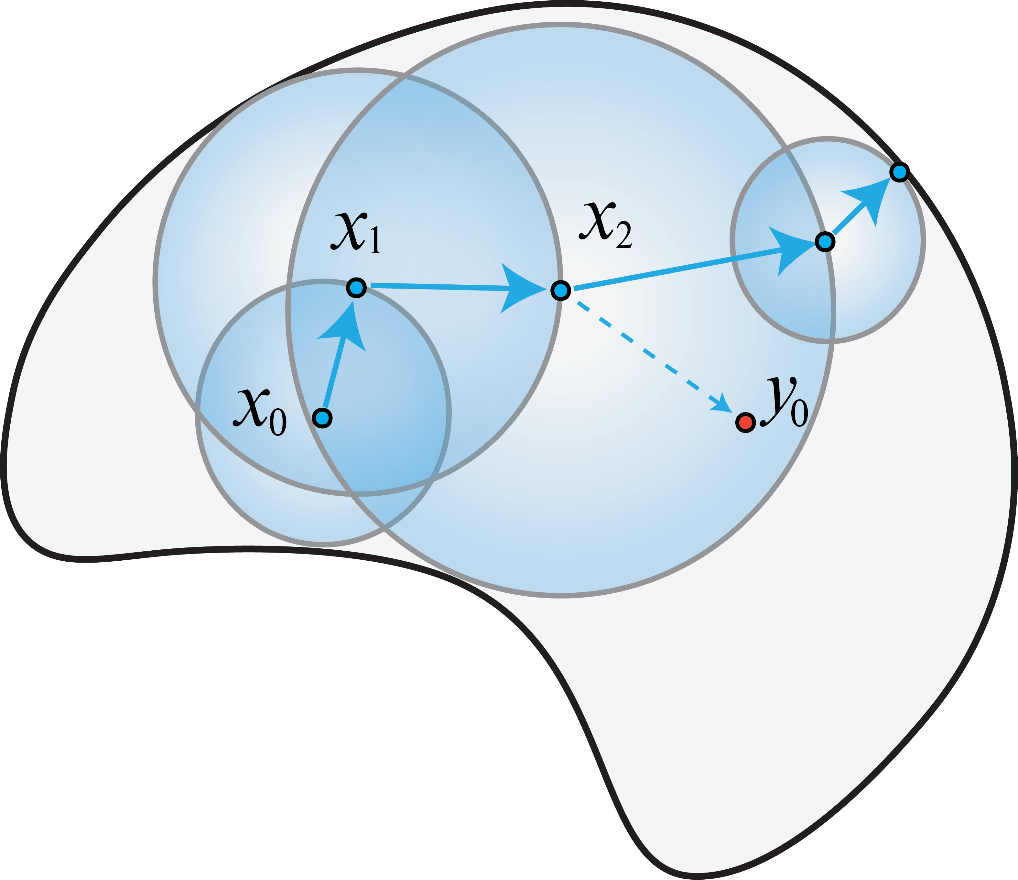 x₁
x₂
x₀
y₀